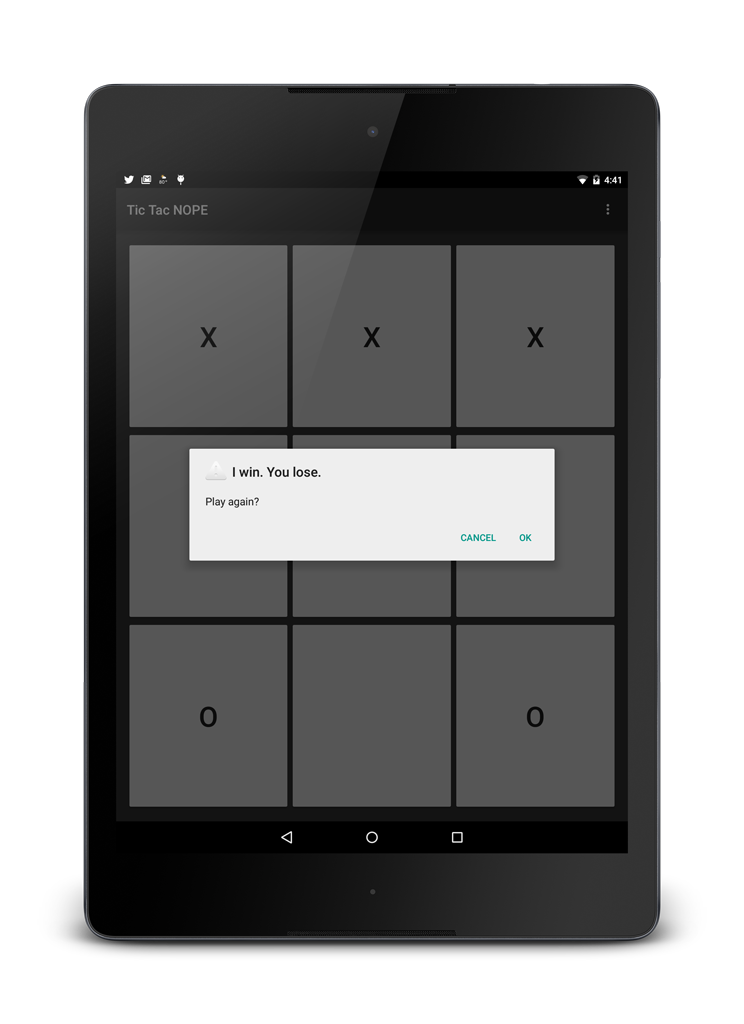 4:41
Tic Tac NOPE
X X X
I win. You lose.
Play again?
CANCEL OK
O O